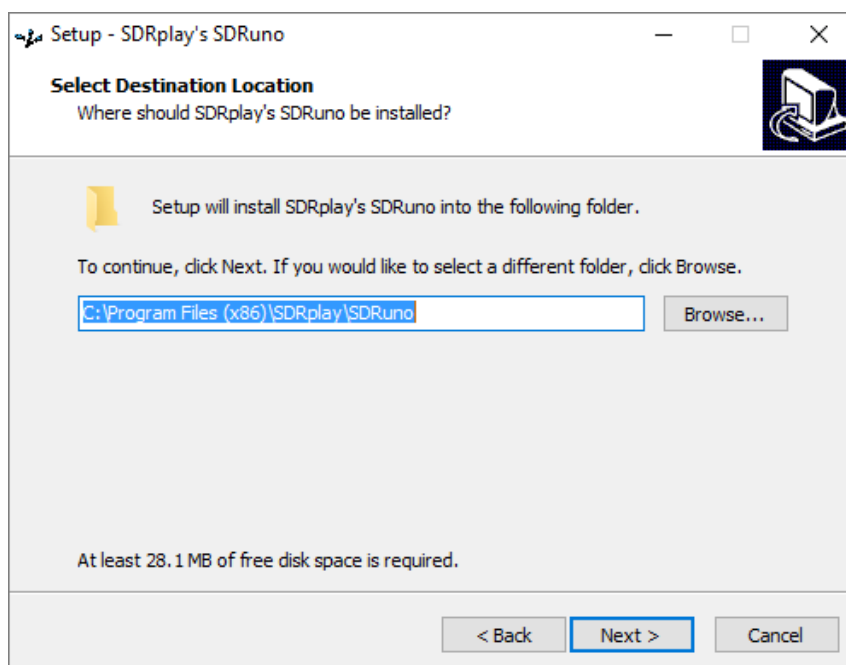 Setup - SDRplay's SDRuno
Select Destination Location
Where should SDRplay's SDRuno be installed?
Setup will install SDRplay's SDRuno into the following folder.
To continue, click Next. If you would like to select a different folder, click Browse.
C:\Program Files (x86)\SDRplay\SDRuno
Browse...
At least 28.1 MB of free disk space is required.
< Back
Next >
Cancel